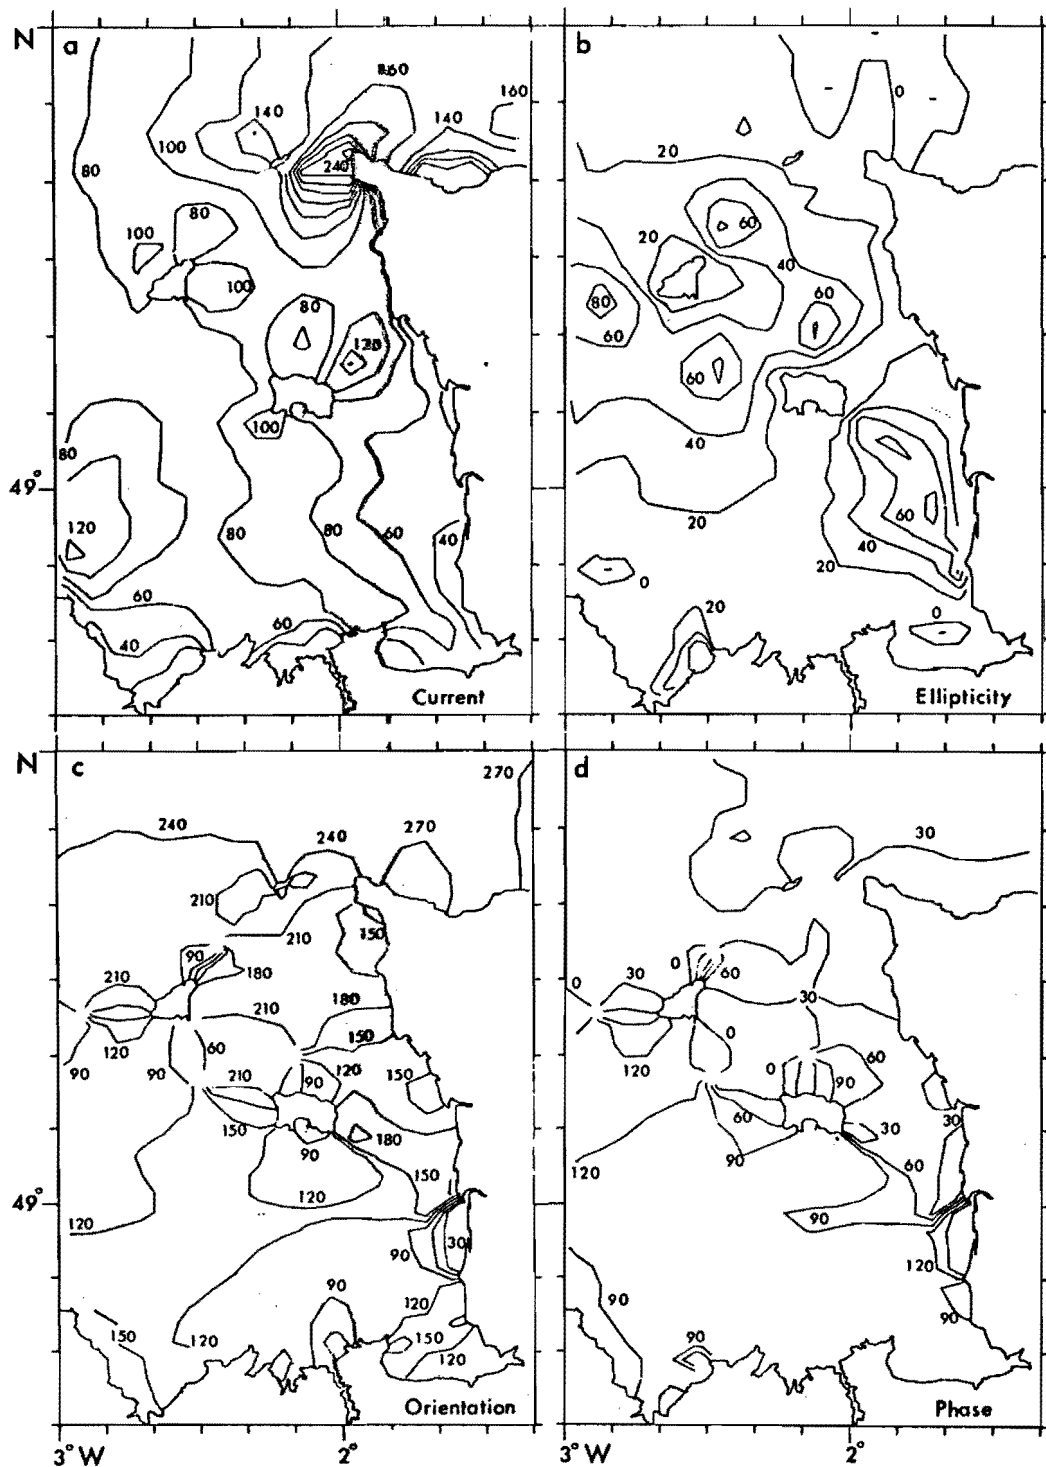 N a b
160 160
140 140
100 240
80 20
80 60
100 20
100 40
80 60
120 80
60
60
100 40
80
49° 20
120 80 80 60 40 60
40
20
60 0
60 20 0
40
Current Ellipticity
N c d
270
240 240 270 30
210
210 150
90 180 0 60
210 0 30
210 180 30
120 60 150 0 60
90 90 210 120 150 120
90 0 90
150 180 60 30 30
90 150 90 60
120 120
49° 120
90 30 90
120
90 120 90
150 120 150 90 90
120
Orientation Phase
3° W 2° 3° W 2°